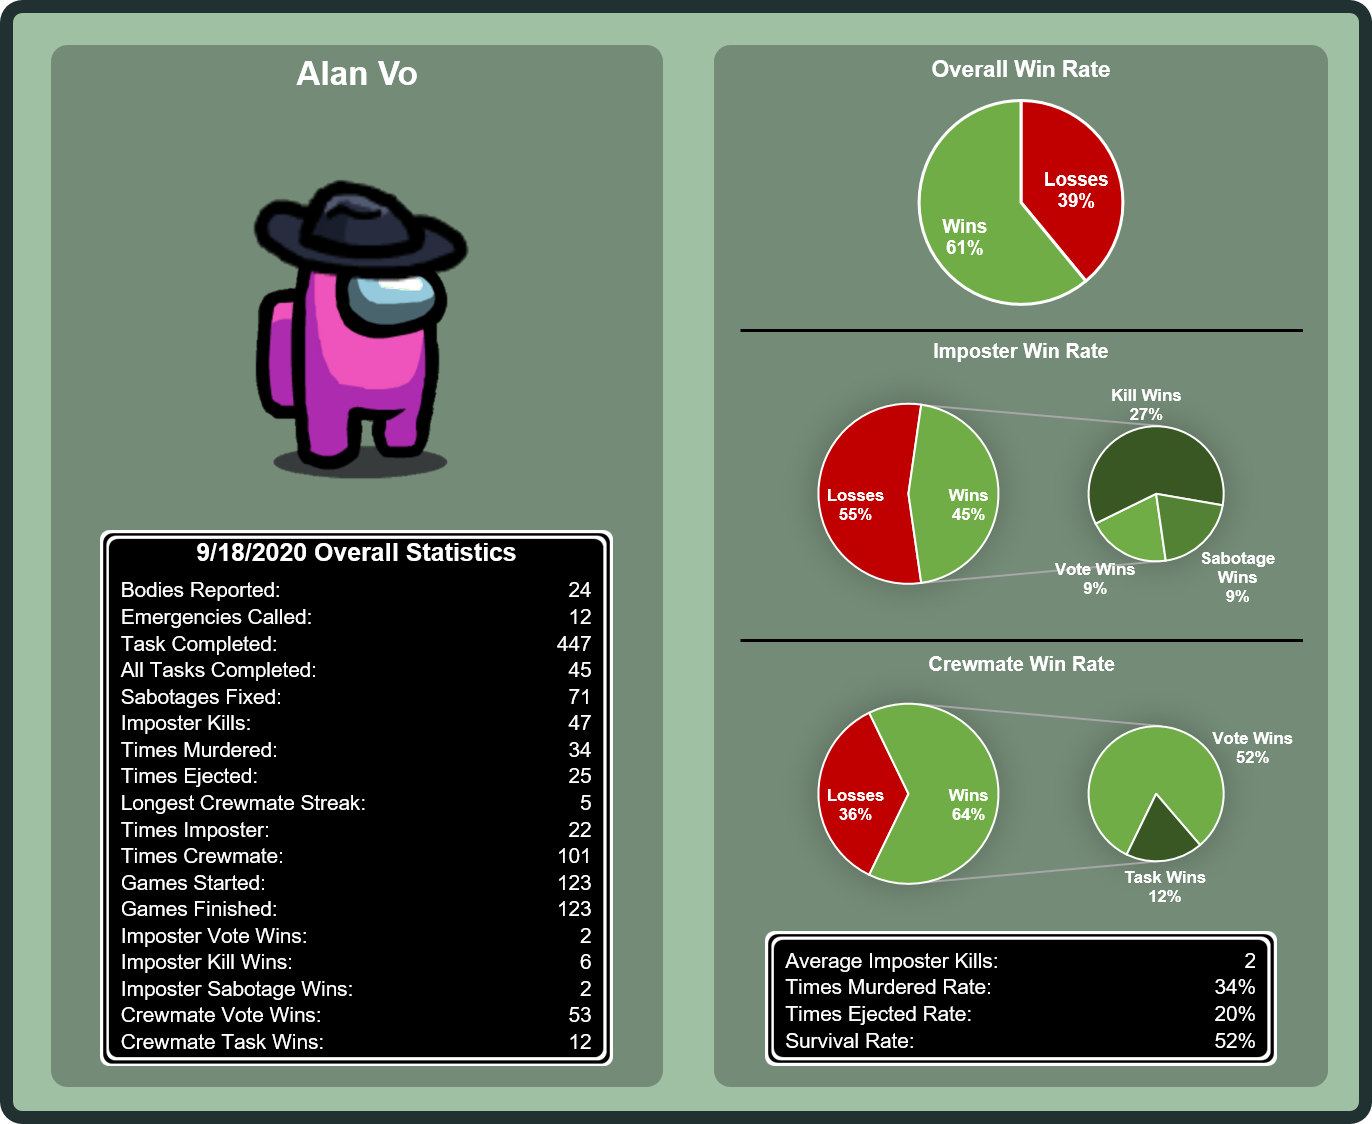 Alan Vo
9/18/2020 Overall Statistics
Bodies Reported: 24
Emergencies Called: 12
Task Completed: 447
All Tasks Completed: 45
Sabotages Fixed: 71
Imposter Kills: 47
Times Murdered: 34
Times Ejected: 25
Longest Crewmate Streak: 5
Times Imposter: 22
Times Crewmate: 101
Games Started: 123
Games Finished: 123
Imposter Vote Wins: 2
Imposter Kill Wins: 6
Imposter Sabotage Wins: 2
Crewmate Vote Wins: 53
Crewmate Task Wins: 12
Overall Win Rate
Losses
39%
Wins
61%
Imposter Win Rate
Kill Wins
27%
Losses
55%
Wins
45%
Vote Wins
9%
Sabotage
Wins
9%
Crewmate Win Rate
Vote Wins
52%
Losses
36%
Wins
64%
Task Wins
12%
Average Imposter Kills: 2
Times Murdered Rate: 34%
Times Ejected Rate: 20%
Survival Rate: 52%